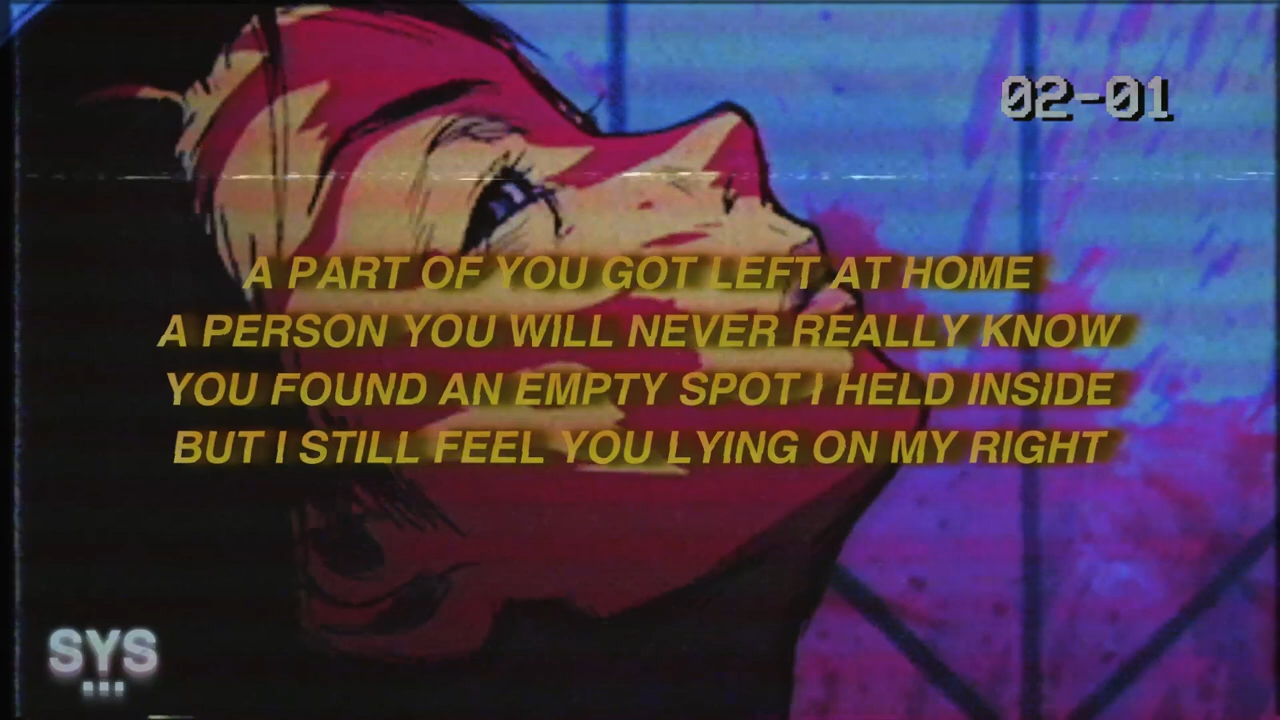 02-01
A PART OF YOU GOT LEFT AT HOME
A PERSON YOU WILL NEVER REALLY KNOW
YOU FOUND AN EMPTY SPOT I HELD INSIDE
BUT I STILL FEEL YOU LYING ON MY RIGHT
SYS